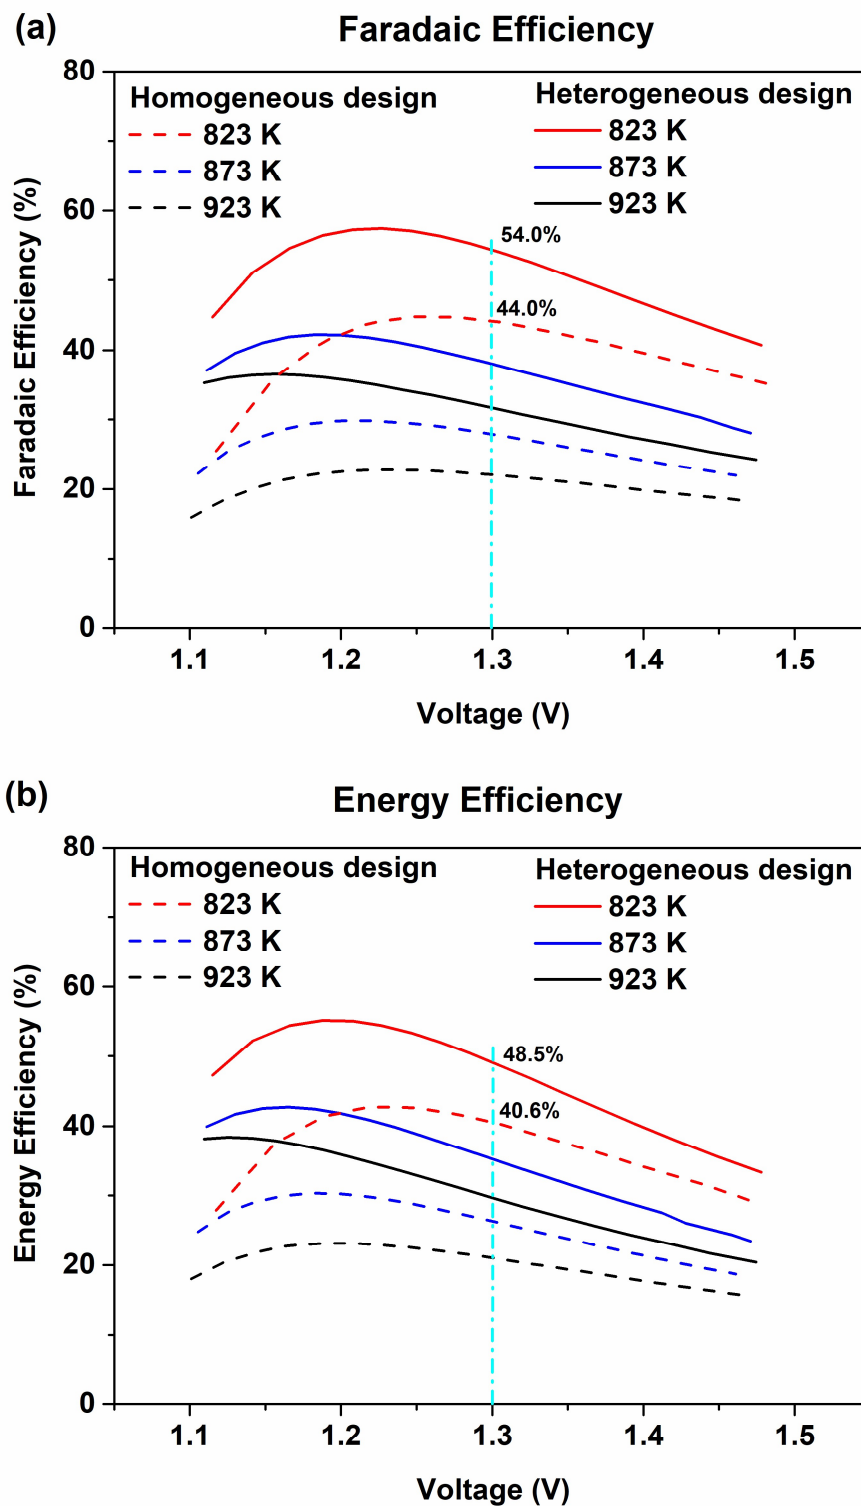 (a)
Faradaic Efficiency
Faradaic Efficiency (%)
80
60
40
20
0
Homogeneous design
823 K
873 K
923 K
Heterogeneous design
823 K
873 K
923 K
54.0%
44.0%
1.1 1.2 1.3 1.4 1.5
Voltage (V)
(b)
Energy Efficiency
Energy Efficiency (%)
80
60
40
20
0
Homogeneous design
823 K
873 K
923 K
Heterogeneous design
823 K
873 K
923 K
48.5%
40.6%
1.1 1.2 1.3 1.4 1.5
Voltage (V)